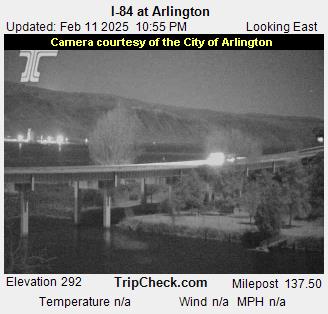 I-84 at Arlington
Updated: Feb 11 2025  10:55 PM  Looking East
Camera courtesy of the City of Arlington
Elevation 292  TripCheck.com  Milepost 137.50
Temperature n/a  Wind n/a  MPH n/a